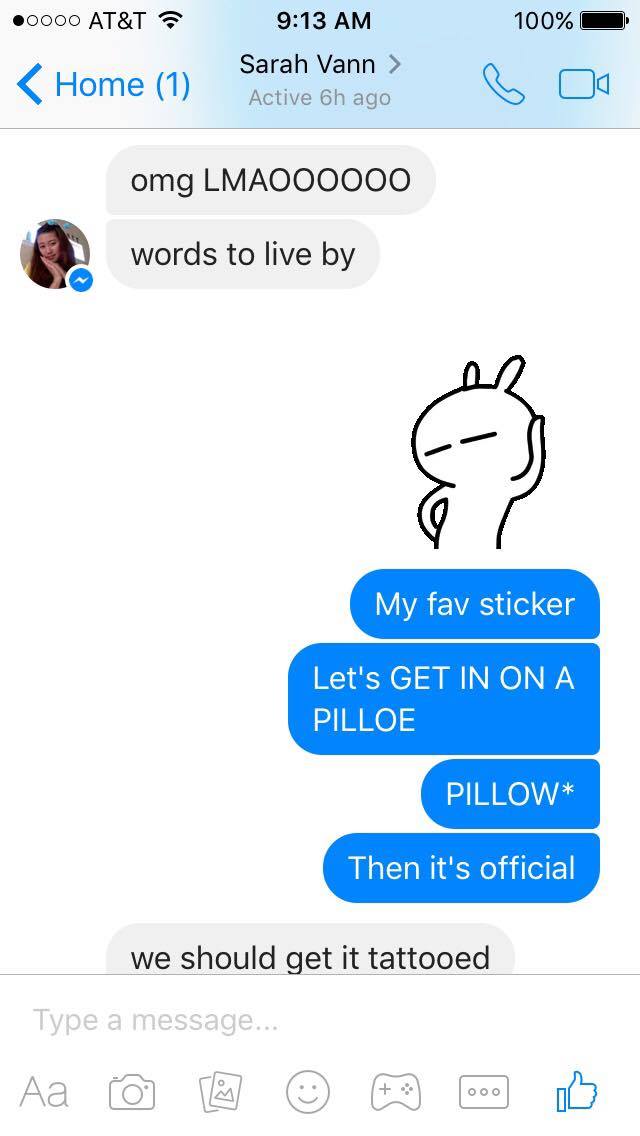 AT&T 9:13 AM 100%
Home (1) Sarah Vann
Active 6h ago
omg LMAOOOOOO
words to live by
My fav sticker
Let's GET IN ON A
PILLOE
PILLOW*
Then it's official
we should get it tattooed
Type a message...
Aa